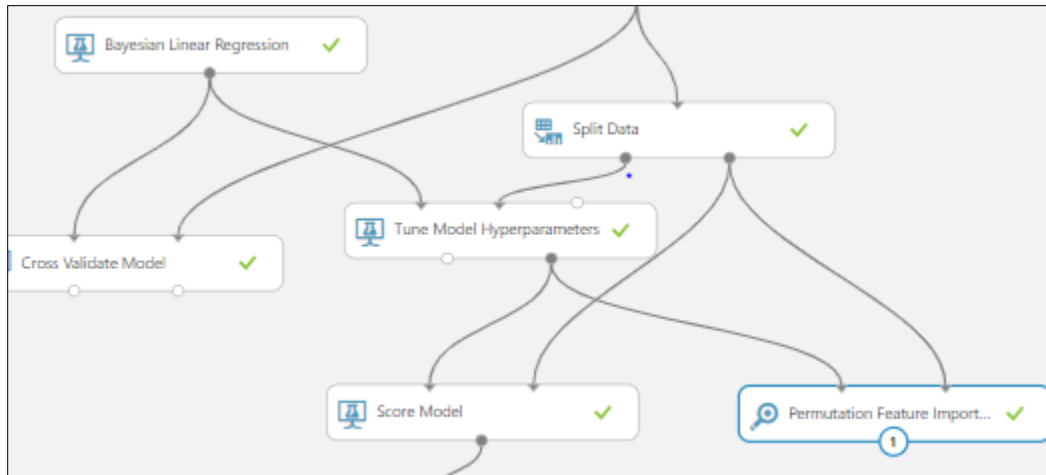 Bayesian Linear Regression
Split Data
Tune Model Hyperparameters
Cross Validate Model
Score Model
Permutation Feature Import...
1